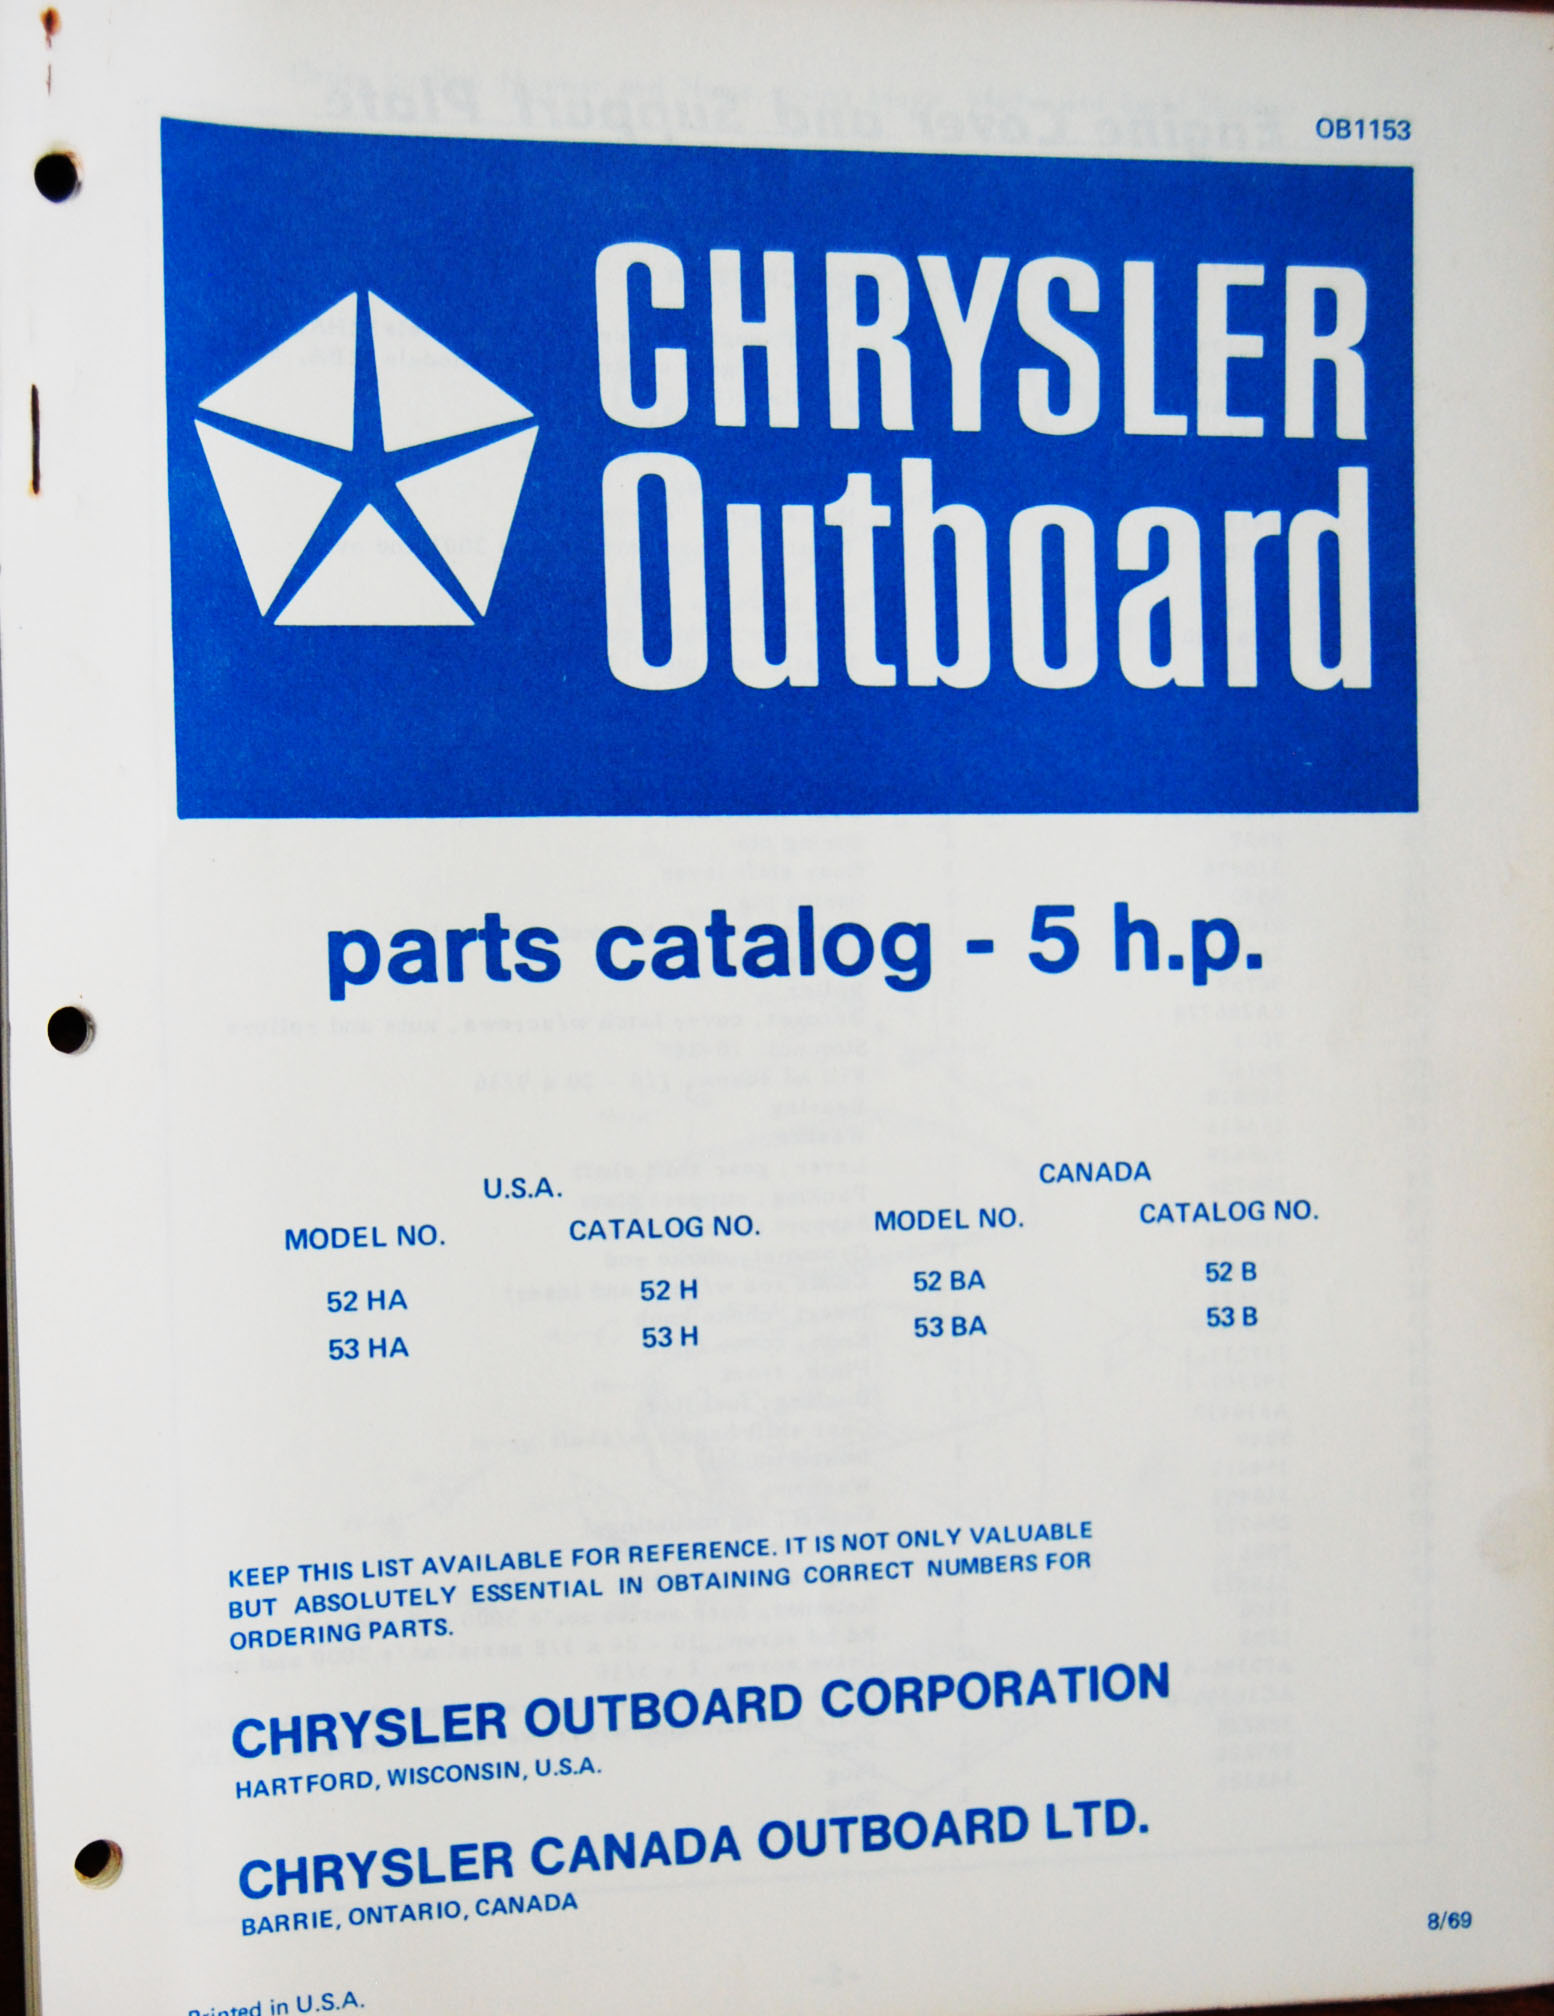 OB1153
CHRYSLER
Outboard
parts catalog - 5 h.p.
U.S.A. CANADA
MODEL NO. CATALOG NO. MODEL NO. CATALOG NO.
52 HA 52 H 52 BA 52 B
53 HA 53 H 53 BA 53 B
KEEP THIS LIST AVAILABLE FOR REFERENCE. IT IS NOT ONLY VALUABLE
BUT ABSOLUTELY ESSENTIAL IN OBTAINING CORRECT NUMBERS FOR
ORDERING PARTS.
CHRYSLER OUTBOARD CORPORATION
HARTFORD, WISCONSIN, U.S.A.
CHRYSLER CANADA OUTBOARD LTD.
BARRIE, ONTARIO, CANADA
8/69
Printed in U.S.A.